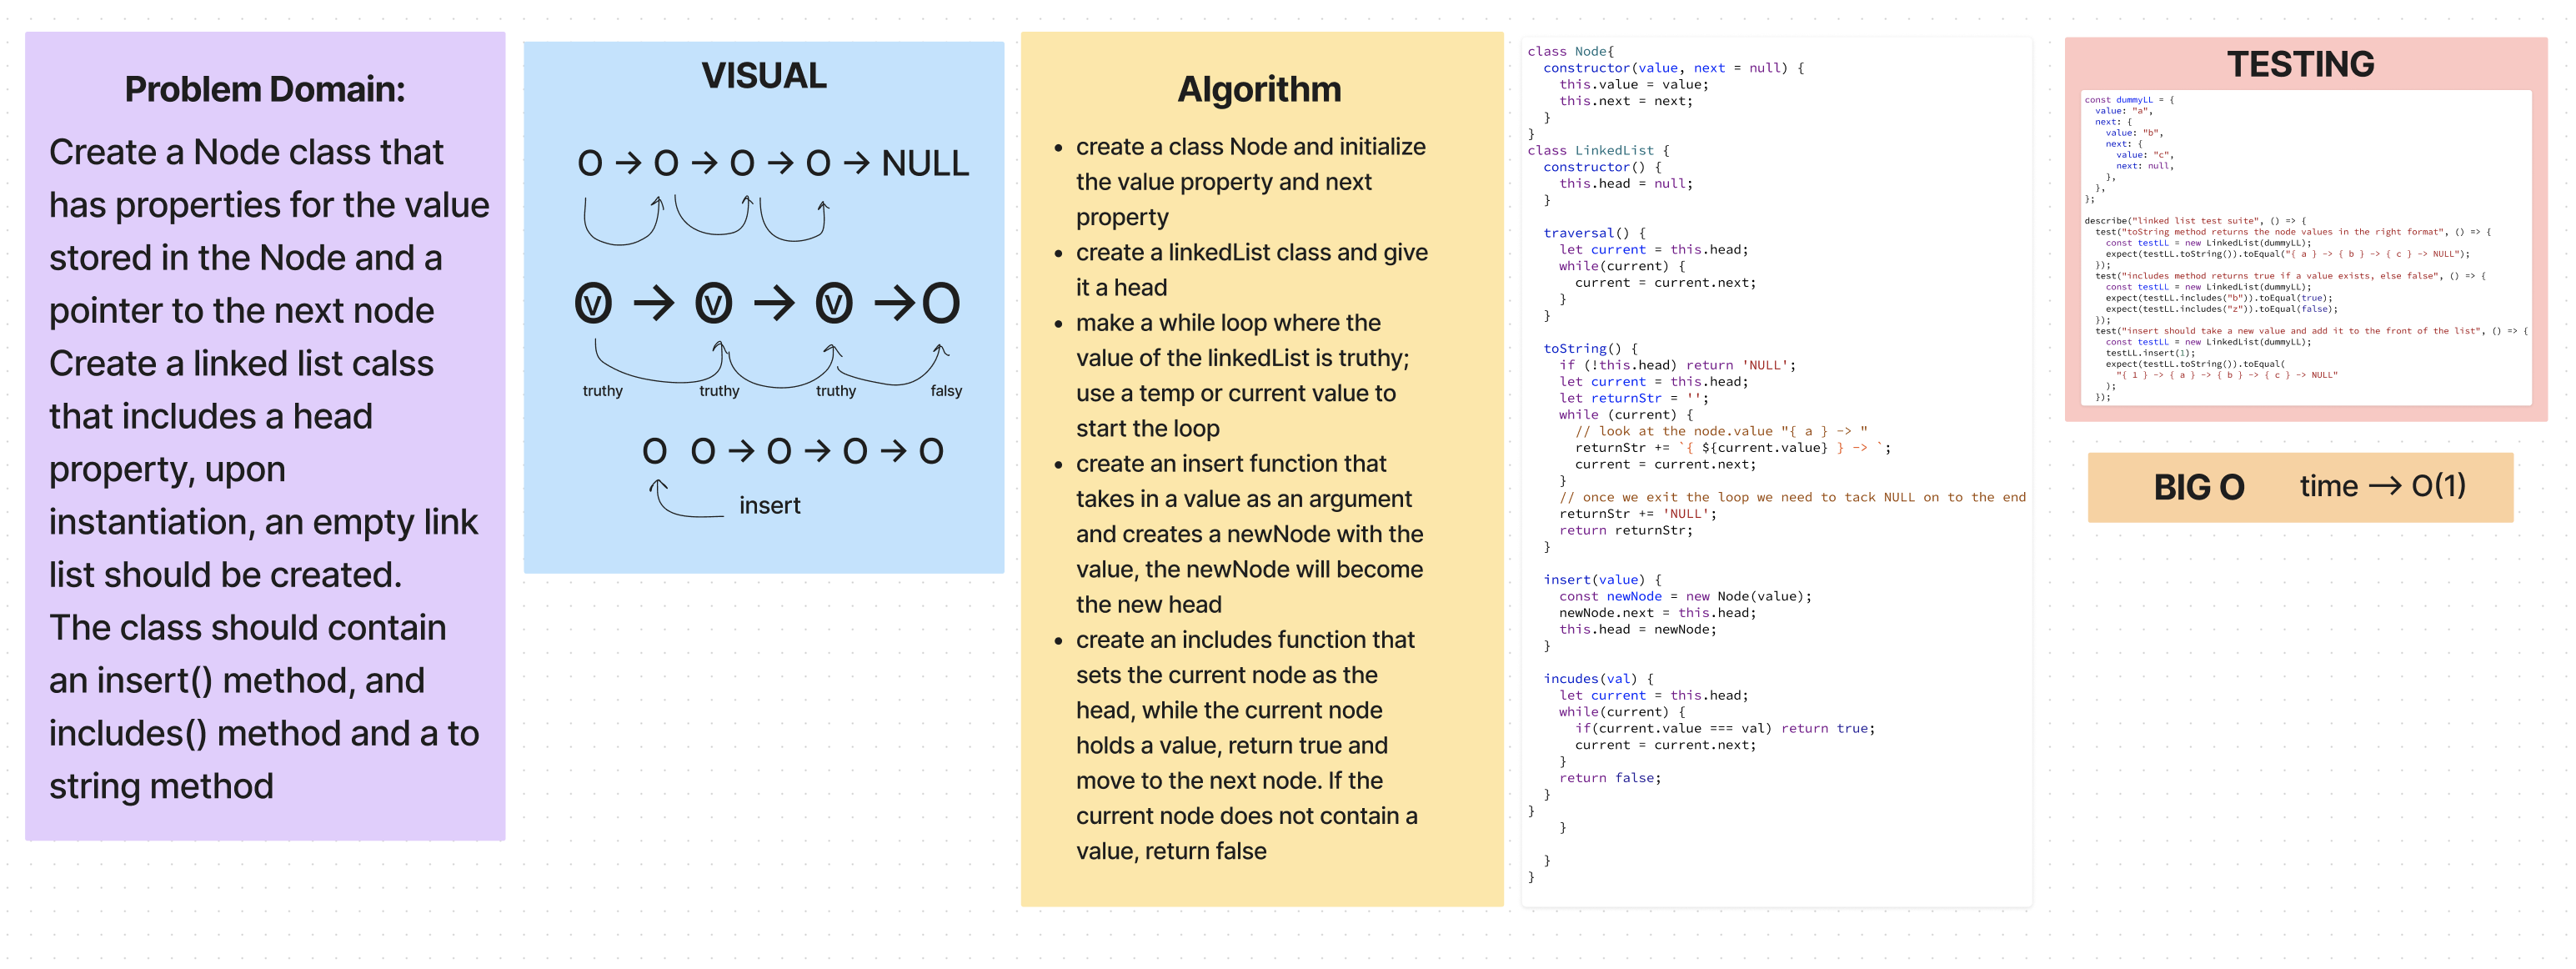 Problem Domain:
Create a Node class that
has properties for the value
stored in the Node and a
pointer to the next node
Create a linked list calss
that includes a head
property, upon
instantiation, an empty link
list should be created.
The class should contain
an insert() method, and
includes() method and a to
string method
VISUAL
O → O → O → O → NULL
O → O → O → O
V V V
truthy truthy truthy falsy
O O → O → O → O
insert
Algorithm
• create a class Node and initialize
the value property and next
property
• create a linkedList class and give
it a head
• make a while loop where the
value of the linkedList is truthy;
use a temp or current value to
start the loop
• create an insert function that
takes in a value as an argument
and creates a newNode with the
value, the newNode will become
the new head
• create an includes function that
sets the current node as the
head, while the current node
holds a value, return true and
move to the next node. If the
current node does not contain a
value, return false
class Node{
constructor(value, next = null) {
this.value = value;
this.next = next;
}
}
class LinkedList {
constructor() {
this.head = null;
}
traversal() {
let current = this.head;
while(current) {
current = current.next;
}
}
toString() {
if (!this.head) return 'NULL';
let current = this.head;
let returnStr = '';
while (current) {
// look at the node.value "{ a } -> "
returnStr += `{ ${current.value} } -> `;
current = current.next;
}
// once we exit the loop we need to tack NULL on to the end
returnStr += 'NULL';
return returnStr;
}
insert(value) {
const newNode = new Node(value);
newNode.next = this.head;
this.head = newNode;
}
incudes(val) {
let current = this.head;
while(current) {
if(current.value === val) return true;
current = current.next;
}
return false;
}
}
}
}
}
TESTING
const dummyLL = {
value: "a",
next: {
value: "b",
next: {
value: "c",
next: null,
},
},
};
describe("linked list test suite", () => {
test("toString method returns the node values in the right format", () => {
const testLL = new LinkedList(dummyLL);
expect(testLL.toString()).toEqual("{ a } -> { b } -> { c } -> NULL");
});
test("includes method returns true if a value exists, else false", () => {
const testLL = new LinkedList(dummyLL);
expect(testLL.includes("b")).toEqual(true);
expect(testLL.includes("z")).toEqual(false);
});
test("insert should take a new value and add it to the front of the list", () => {
const testLL = new LinkedList(dummyLL);
testLL.insert(1);
expect(testLL.toString()).toEqual(
"{ 1 } -> { a } -> { b } -> { c } -> NULL"
);
});
BIG O time → O(1)